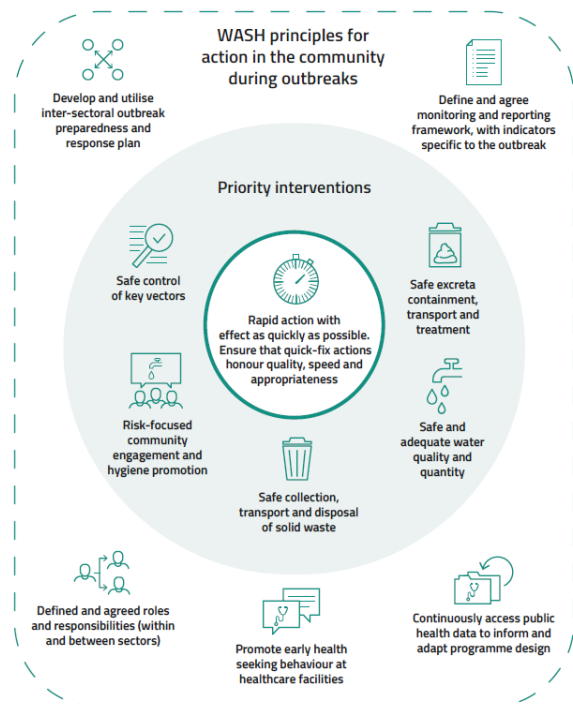 WASH principles for
action in the community
during outbreaks
Develop and utilise
inter-sectoral outbreak
preparedness and
response plan
Define and agree
monitoring and reporting
framework, with indicators
specific to the outbreak
Priority interventions
Safe control
of key vectors
Rapid action with
effect as quickly as possible.
Ensure that quick-fix actions
honour quality, speed and
appropriateness
Safe excreta
containment,
transport and
treatment
Risk-focused
community
engagement and
hygiene promotion
Safe and
adequate water
quality and
quantity
Safe collection,
transport and disposal
of solid waste
Defined and agreed roles
and responsibilities (within
and between sectors)
Promote early health
seeking behaviour at
healthcare facilities
Continuously access public
health data to inform and
adapt programme design